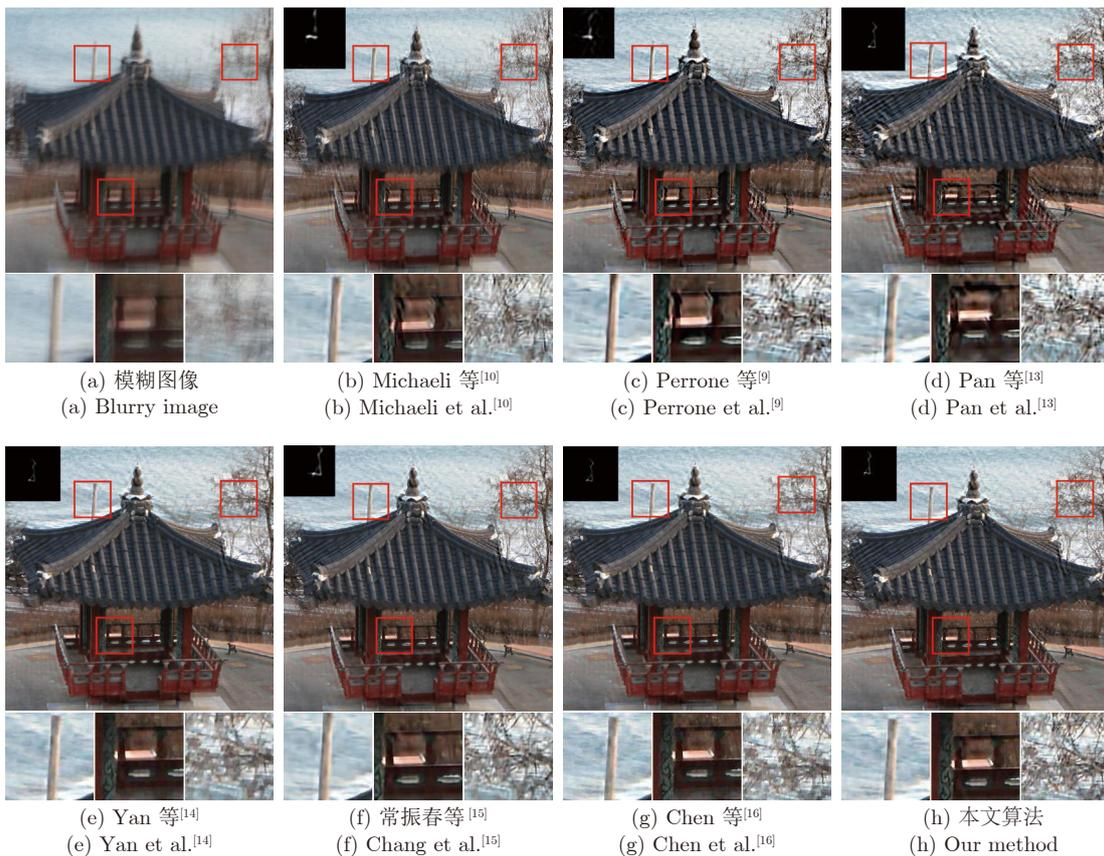 (a) 模糊图像
(a) Blurry image
(b) Michaeli 等[10]
(b) Michaeli et al.[10]
(c) Perrone 等[9]
(c) Perrone et al.[9]
(d) Pan 等[13]
(d) Pan et al.[13]
(e) Yan 等[14]
(e) Yan et al.[14]
(f) 常振春等[15]
(f) Chang et al.[15]
(g) Chen 等[16]
(g) Chen et al.[16]
(h) 本文算法
(h) Our method